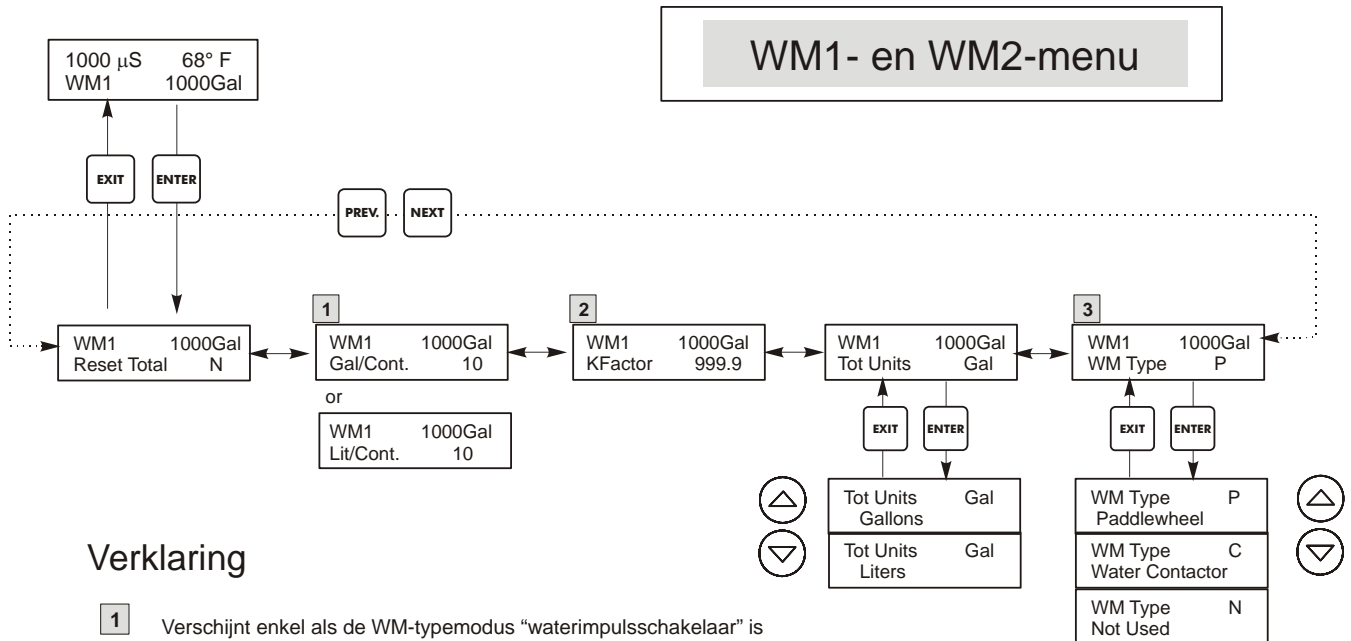 WM1- en WM2-menu
1000 µS 68° F
WM1 1000Gal
EXIT
ENTER
PREV.
NEXT
WM1 1000Gal
Reset Total N
1
WM1 1000Gal
Gal/Cont. 10
or
WM1 1000Gal
Lit/Cont. 10
2
WM1 1000Gal
KFactor 999.9
WM1 1000Gal
Tot Units Gal
EXIT
ENTER
Tot Units Gal
Gallons
Tot Units Gal
Liters
3
WM1 1000Gal
WM Type P
EXIT
ENTER
WM Type P
Paddlewheel
WM Type C
Water Contactor
WM Type N
Not Used
Verklaring
1 Verschijnt enkel als de WM-typemodus “waterimpulsschakelaar” is